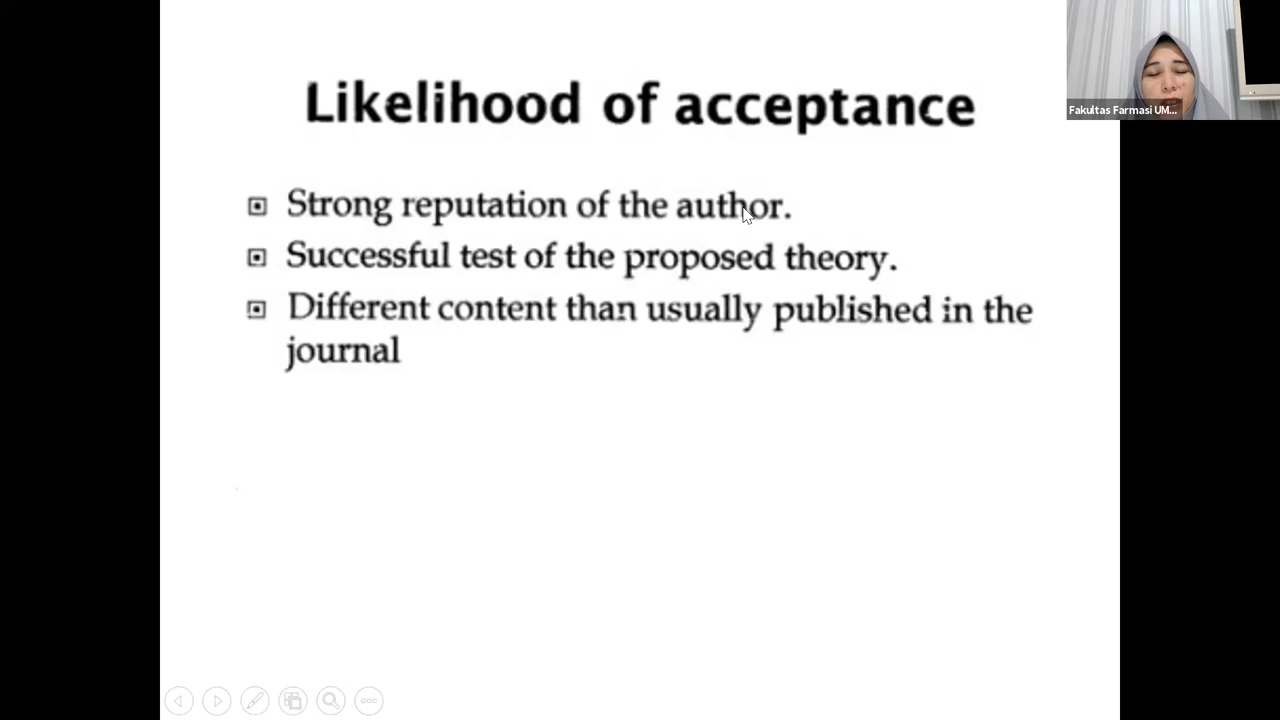 Likelihood of acceptance
Fakultas Farmasi UM...
Strong reputation of the author.
Successful test of the proposed theory.
Different content than usually published in the
journal